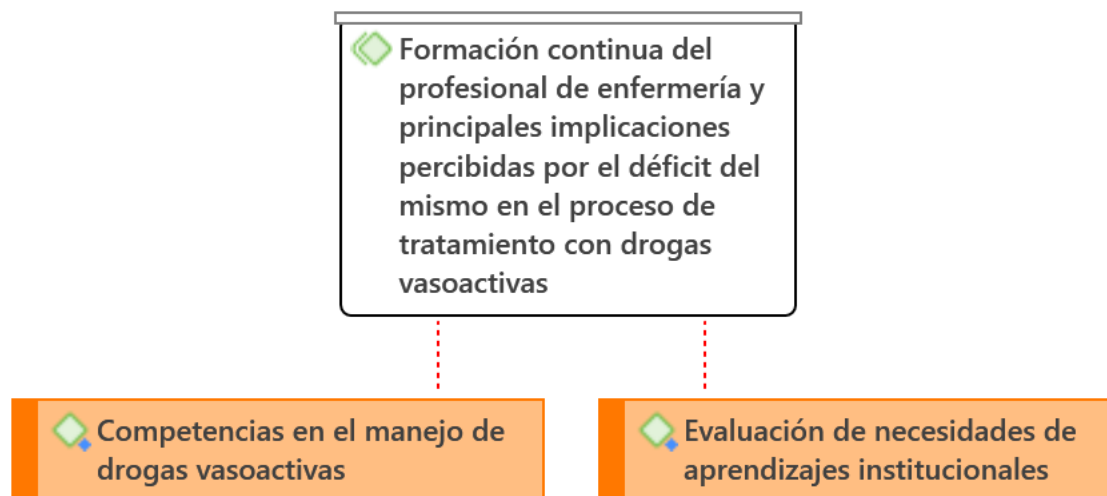 Formación continua del
profesional de enfermería y
principales implicaciones
percibidas por el déficit del
mismo en el proceso de
tratamiento con drogas
vasoactivas
Competencias en el manejo de
drogas vasoactivas
Evaluación de necesidades de
aprendizajes institucionales